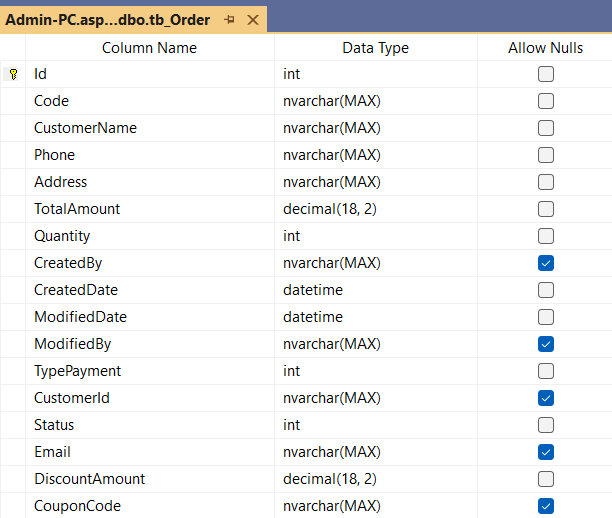 Admin-PC.asp...dbo.tb_Order
Column Name Data Type Allow Nulls
Id int
Code nvarchar(MAX)
CustomerName nvarchar(MAX)
Phone nvarchar(MAX)
Address nvarchar(MAX)
TotalAmount decimal(18, 2)
Quantity int
CreatedBy nvarchar(MAX)
CreatedDate datetime
ModifiedDate datetime
ModifiedBy nvarchar(MAX)
TypePayment int
CustomerId nvarchar(MAX)
Status int
Email nvarchar(MAX)
DiscountAmount decimal(18, 2)
CouponCode nvarchar(MAX)